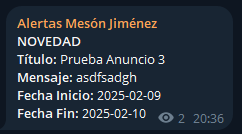 Alertas Mesón Jiménez
NOVEDAD
Título: Prueba Anuncio 3
Mensaje: asdfsadgh
Fecha Inicio: 2025-02-09
Fecha Fin: 2025-02-10 2 20:36